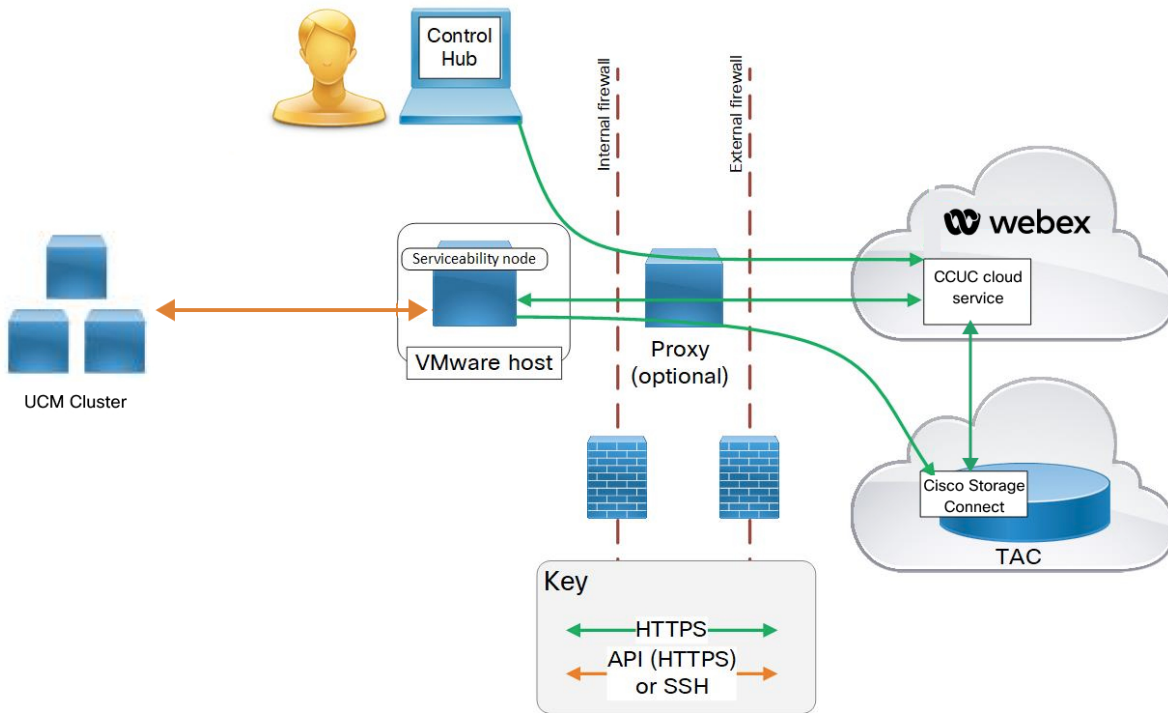 Control
Hub
Internal firewall
External firewall
webex
Serviceability node
CCUC cloud
service
VMware host
Proxy
(optional)
UCM Cluster
Cisco Storage
Connect
TAC
Key
HTTPS
API (HTTPS)
or SSH